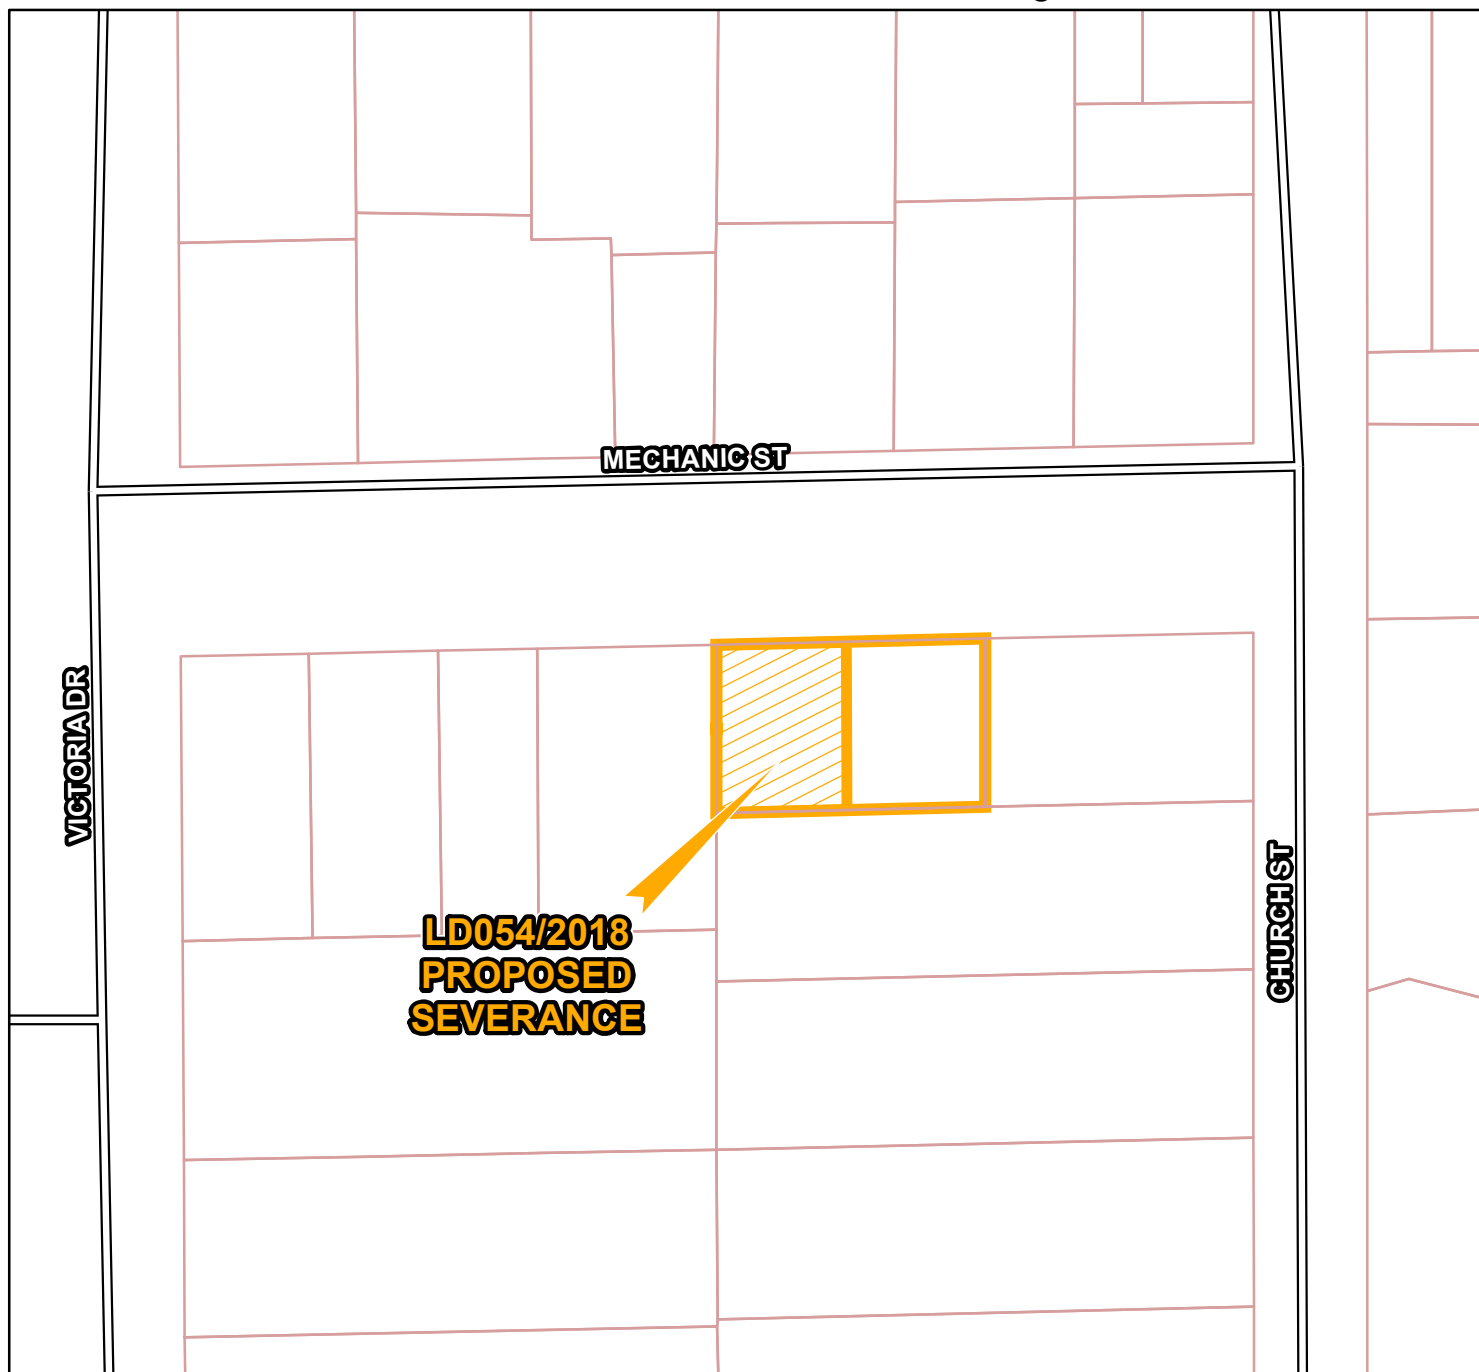 MECHANIC ST
VICTORIA DR
CHURCH ST
LD054/2018
PROPOSED
SEVERANCE